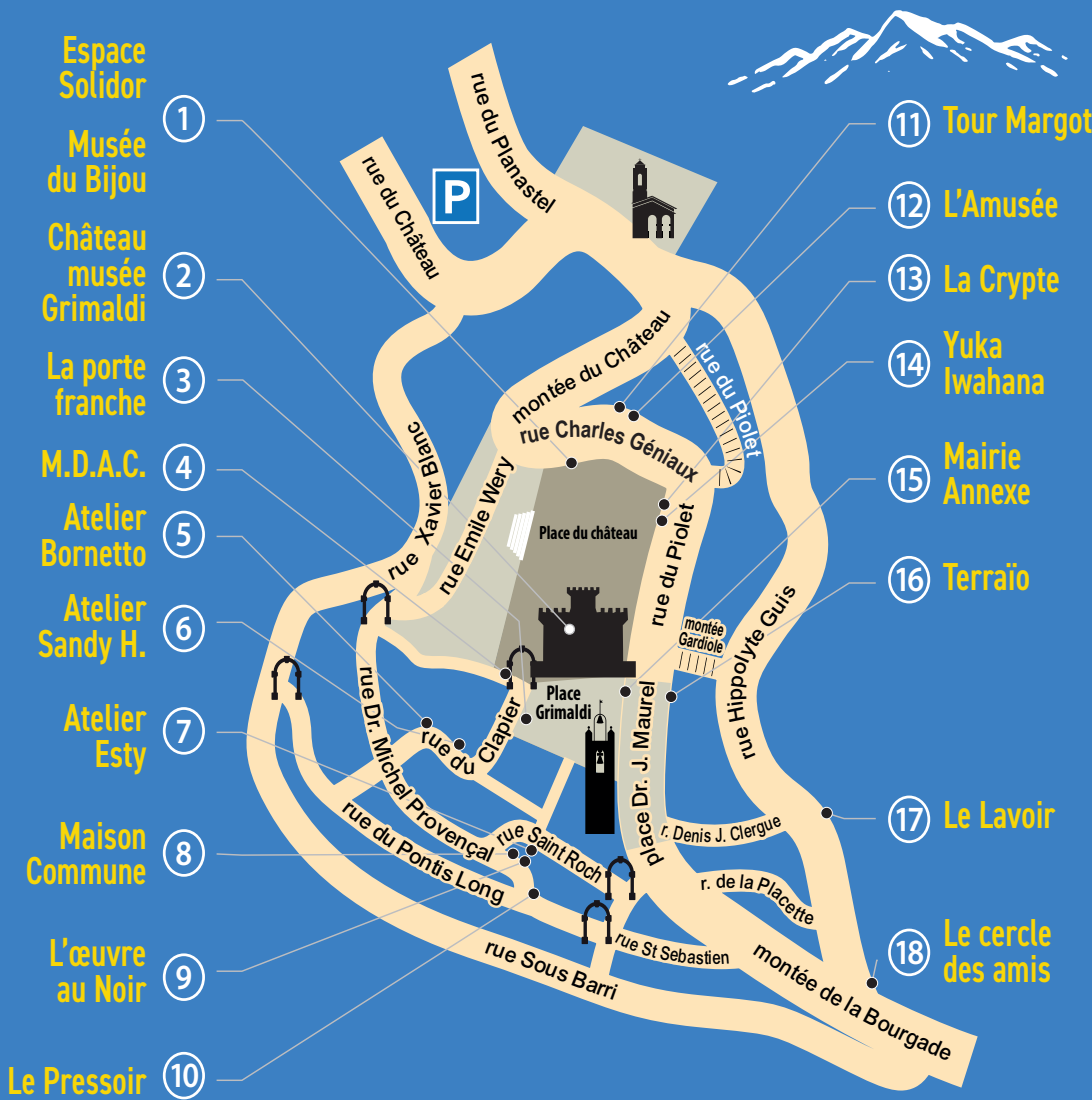 Espace
Solidor
1
Musée
du Bijou
Château
musée
Grimaldi
2
La porte
franche
3
M.D.A.C.
4
Atelier
Bornetto
5
Atelier
Sandy H.
6
Atelier
Esty
7
Maison
Commune
8
L'œuvre
au Noir
9
Le Pressoir
10
11 Tour Margot
12 L'Amusée
13 La Crypte
14 Yuka
Iwahana
15 Mairie
Annexe
16 Terraïo
17 Le Lavoir
18 Le cercle
des amis
rue du Planastel
rue du Château
P
montée du Château
rue du Piolet
rue Charles Géniaux
rue Xavier Blanc
rue Emile Wery
Place du château
rue du Piolet
montée
Gardiole
rue Hippolyte Guis
Place
Grimaldi
place Dr. J. Maurel
rue du Clapier
rue Dr. Michel Provençal
rue du Pontis Long
rue Saint Roch
r. Denis J. Clergue
r. de la Placette
rue St Sebastien
rue Sous Barri
montée de la Bourgade